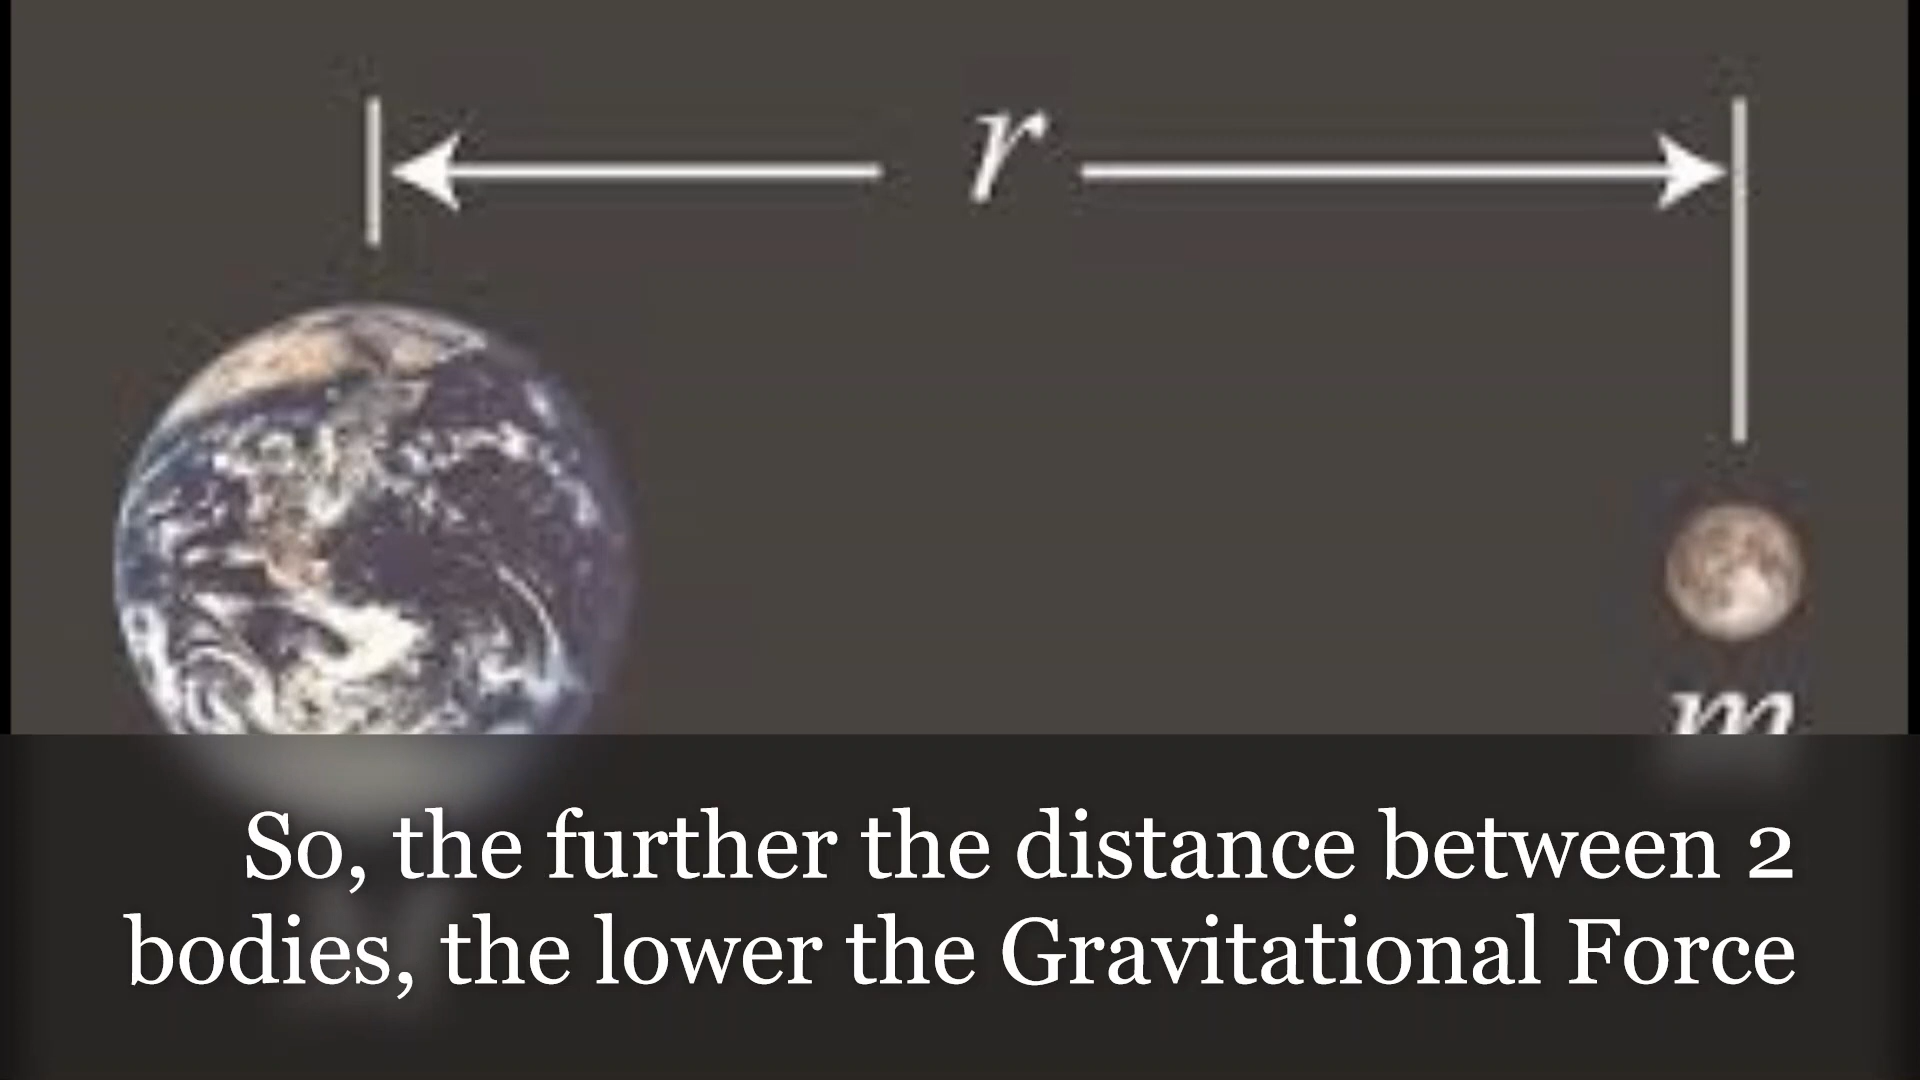 r
m
So, the further the distance between 2
bodies, the lower the Gravitational Force